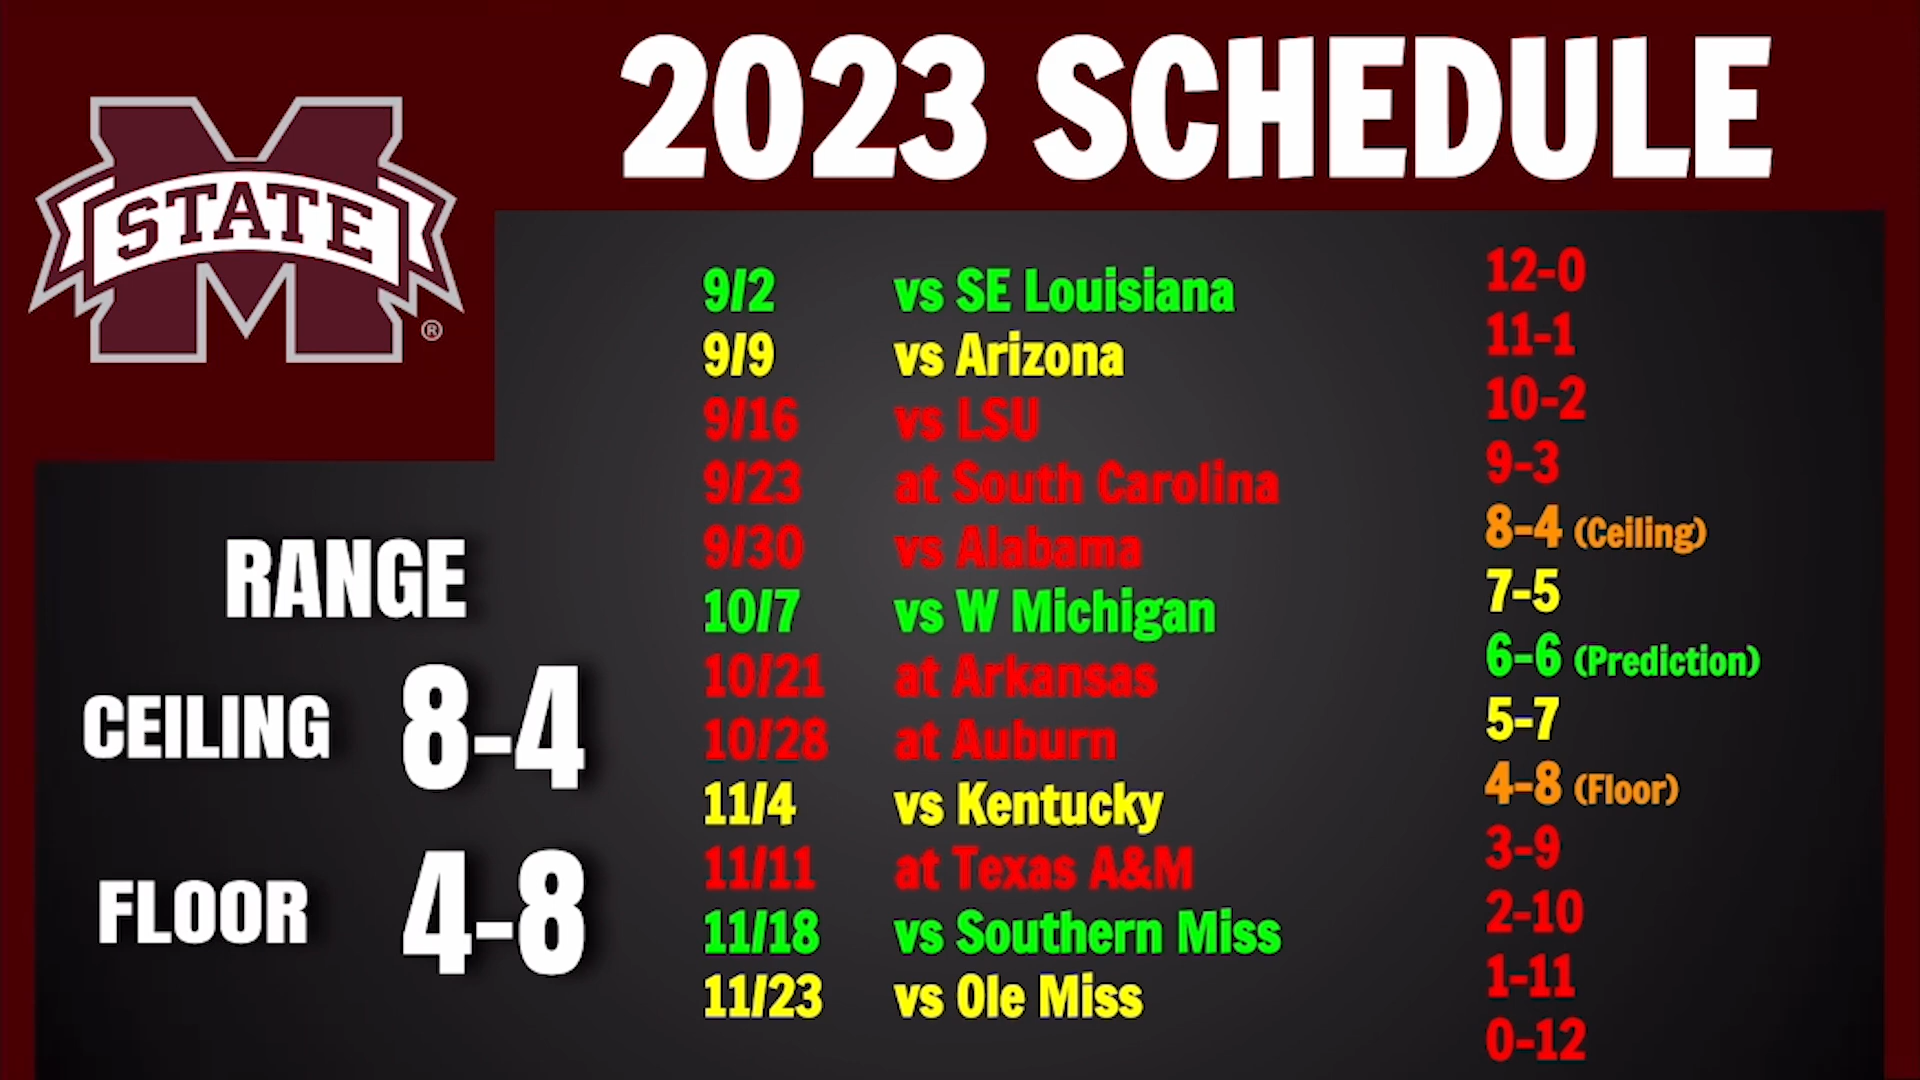 2023 SCHEDULE
STATE
®
RANGE
CEILING 8-4
FLOOR 4-8
9/2 vs SE Louisiana
9/9 vs Arizona
9/16 vs LSU
9/23 at South Carolina
9/30 vs Alabama
10/7 vs W Michigan
10/21 at Arkansas
10/28 at Auburn
11/4 vs Kentucky
11/11 at Texas A&M
11/18 vs Southern Miss
11/23 vs Ole Miss
12-0
11-1
10-2
9-3
8-4 (Ceiling)
7-5
6-6 (Prediction)
5-7
4-8 (Floor)
3-9
2-10
1-11
0-12